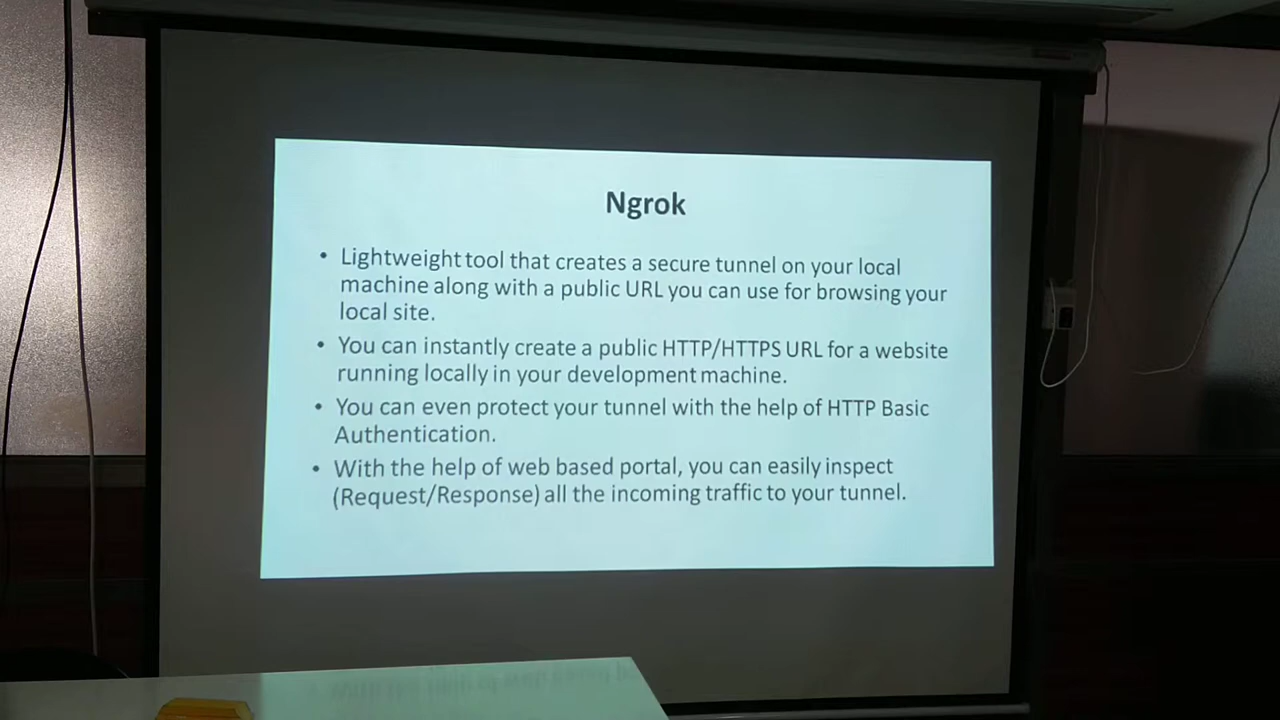 Ngrok
• Lightweight tool that creates a secure tunnel on your local
machine along with a public URL you can use for browsing your
local site.
• You can instantly create a public HTTP/HTTPS URL for a website
running locally in your development machine.
• You can even protect your tunnel with the help of HTTP Basic
Authentication.
• With the help of web based portal, you can easily inspect
(Request/Response) all the incoming traffic to your tunnel.